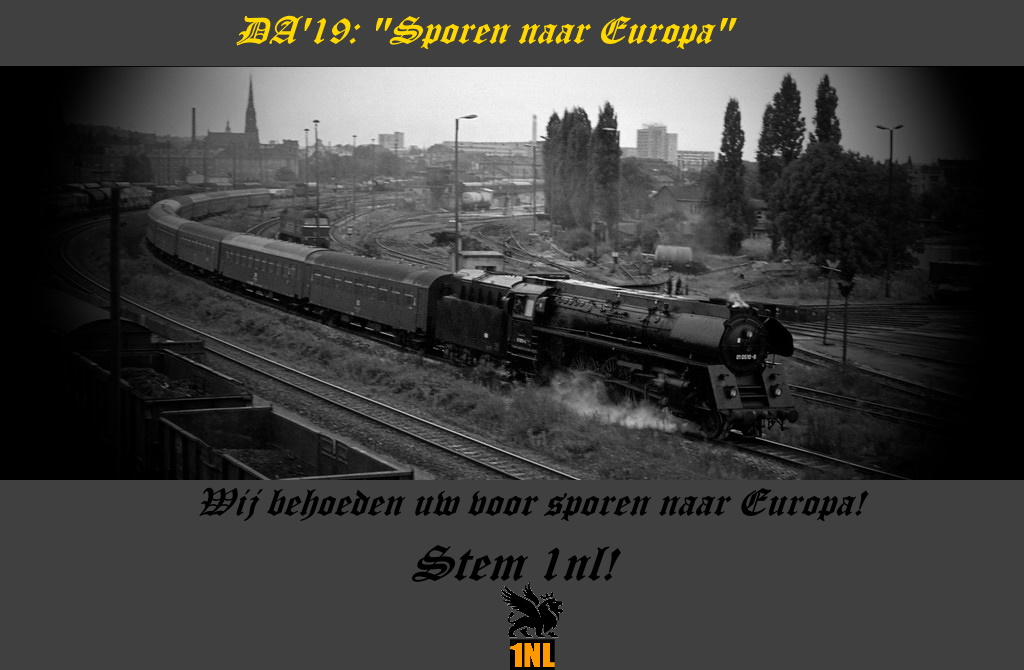 DA'19: "Sporen naar Europa"
Wij behoeden uw voor sporen naar Europa!
Stem 1nl!
1NL